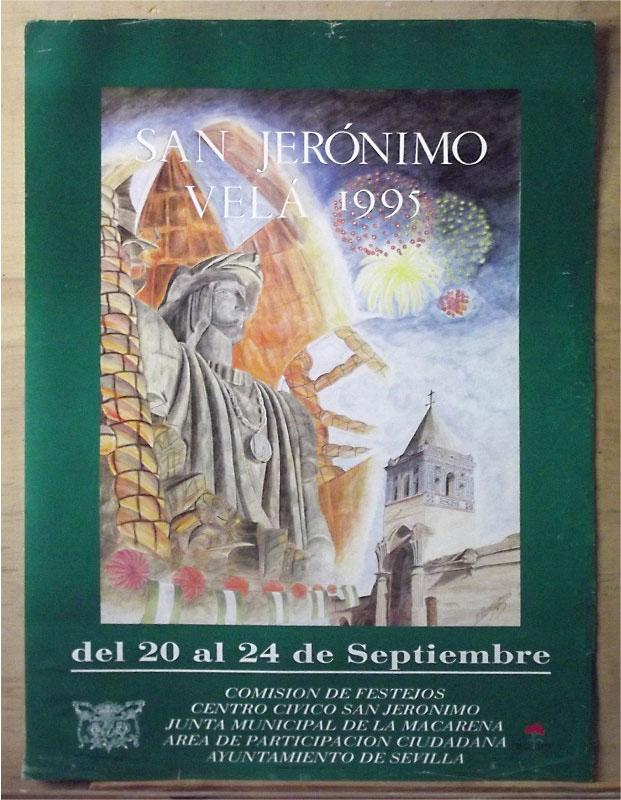 SAN JERÓNIMO
VELÁ 1995
del 20 al 24 de Septiembre
COMISION DE FESTEJOS
CENTRO CIVICO SAN JERONIMO
JUNTA MUNICIPAL DE LA MACARENA
AREA DE PARTICIPACION CIUDADANA
AYUNTAMIENTO DE SEVILLA